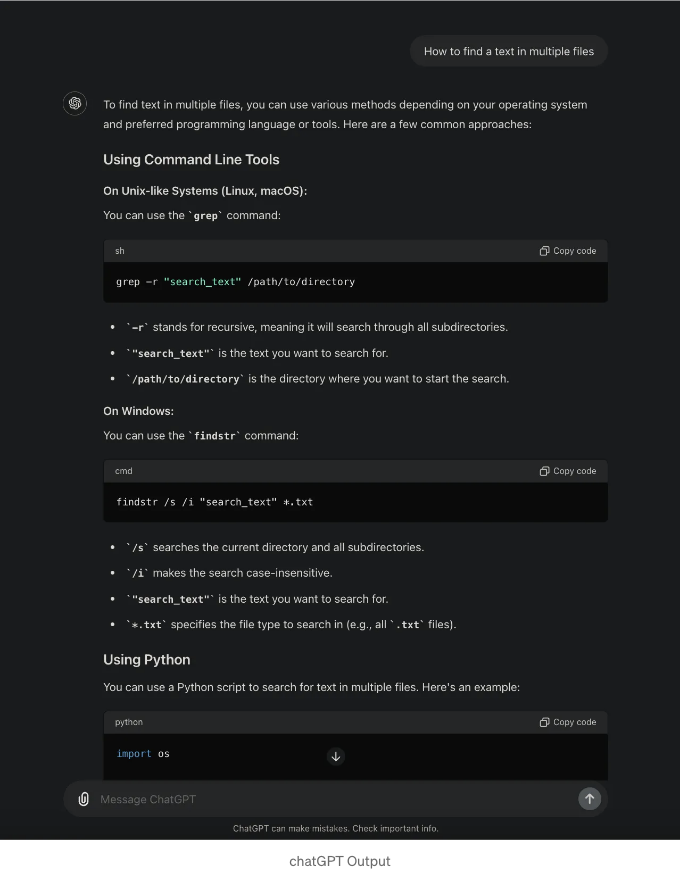 How to find a text in multiple files
To find text in multiple files, you can use various methods depending on your operating system
and preferred programming language or tools. Here are a few common approaches:
Using Command Line Tools
On Unix-like Systems (Linux, macOS):
You can use the `grep` command:
sh
Copy code
grep -r "search_text" /path/to/directory
• `-r` stands for recursive, meaning it will search through all subdirectories.
• `"search_text"` is the text you want to search for.
• `/path/to/directory` is the directory where you want to start the search.
On Windows:
You can use the `findstr` command:
cmd
Copy code
findstr /s /i "search_text" *.txt
• `/s` searches the current directory and all subdirectories.
• `/i` makes the search case-insensitive.
• `"search_text"` is the text you want to search for.
• `*.txt` specifies the file type to search in (e.g., all `.txt` files).
Using Python
You can use a Python script to search for text in multiple files. Here's an example:
python
Copy code
import os
Message ChatGPT
ChatGPT can make mistakes. Check important info.
chatGPT Output